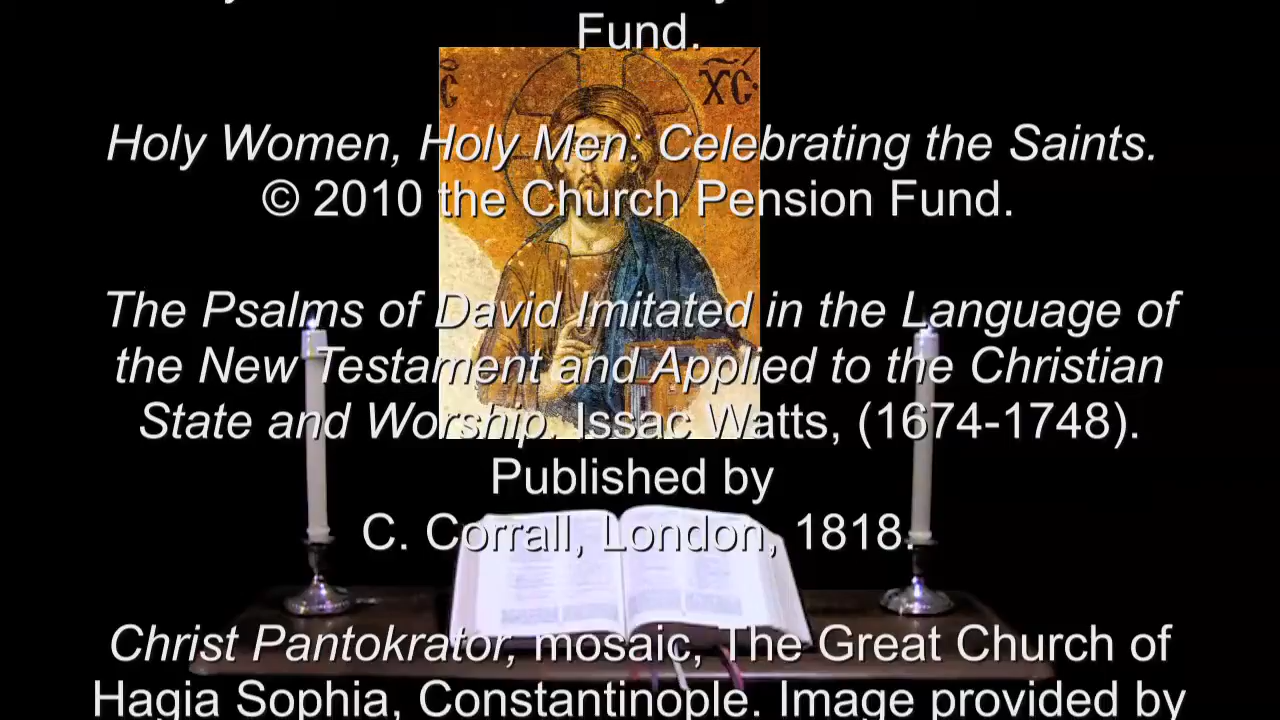 Fund.
Holy Women, Holy Men: Celebrating the Saints.
© 2010 the Church Pension Fund.
The Psalms of David Imitated in the Language of
the New Testament and Applied to the Christian
State and Worship. Issac Watts, (1674-1748).
Published by
C. Corrall, London, 1818.
Christ Pantokrator, mosaic, The Great Church of
Hagia Sophia, Constantinople. Image provided by
C
XC